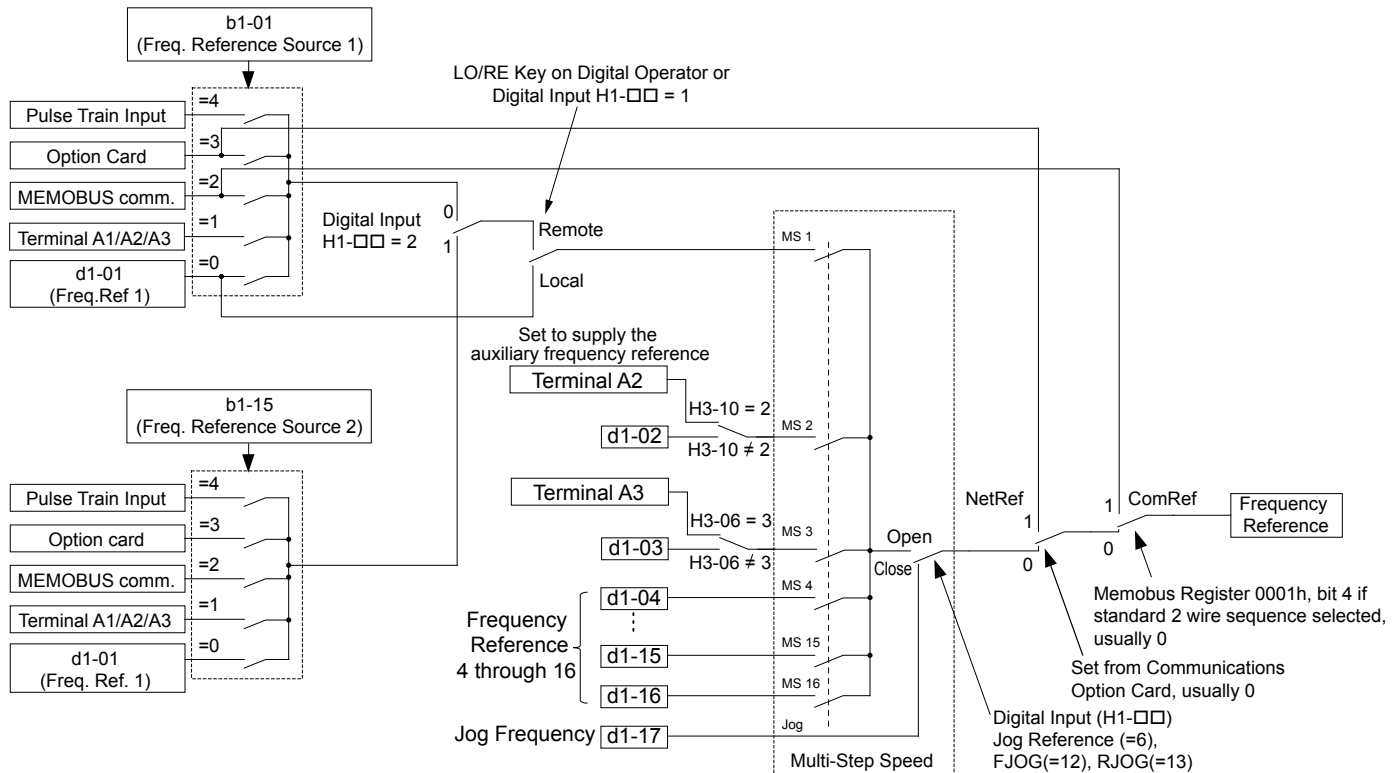 b1-01
(Freq. Reference Source 1)
LO/RE Key on Digital Operator or
Digital Input H1-□□ = 1
=4
Pulse Train Input
=3
Option Card
=2
MEMOBUS comm.
=1
Terminal A1/A2/A3
=0
d1-01
(Freq.Ref 1)
Digital Input
H1-□□ = 2
0
1
Remote
Local
MS 1
Set to supply the
auxiliary frequency reference
Terminal A2
H3-10 = 2
d1-02
H3-10 ≠ 2
MS 2
b1-15
(Freq. Reference Source 2)
=4
Pulse Train Input
=3
Option card
=2
MEMOBUS comm.
=1
Terminal A1/A2/A3
=0
d1-01
(Freq. Ref. 1)
Terminal A3
H3-06 = 3
d1-03
H3-06 ≠ 3
MS 3
Frequency
Reference
4 through 16
d1-04
MS 4
d1-15
MS 15
d1-16
MS 16
Jog Frequency
d1-17
Jog
Multi-Step Speed
Open
Close
NetRef
1
0
ComRef
1
0
Frequency
Reference
Memobus Register 0001h, bit 4 if
standard 2 wire sequence selected,
usually 0
Set from Communications
Option Card, usually 0
Digital Input (H1-□□)
Jog Reference (=6),
FJOG(=12), RJOG(=13)